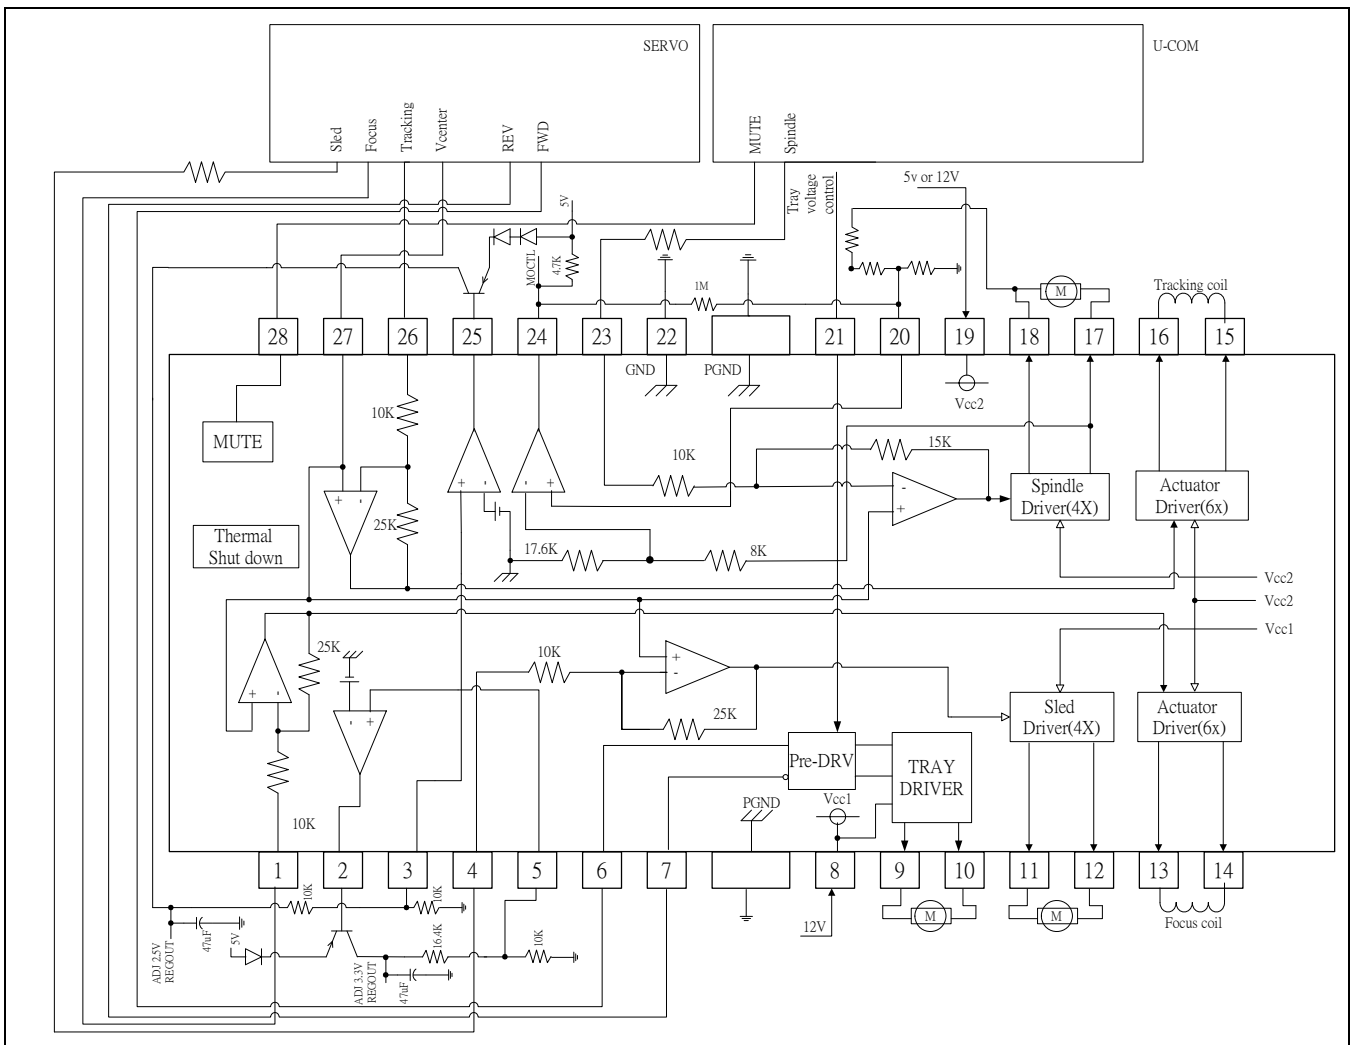 SERVO
U-COM
Sled
Focus
Tracking
Vcenter
REV
FWD
MUTE
Spindle
Tray
voltage
control
5v or 12V
5V
MOCTL
4.7K
1M
M
Tracking coil
28
27
26
25
24
23
22
21
20
19
18
17
16
15
GND
PGND
Vcc2
MUTE
10K
10K
15K
+
-
+
-
-
+
-
+
25K
Spindle
Driver(4X)
Actuator
Driver(6x)
Thermal
Shut down
17.6K
8K
Vcc2
Vcc2
Vcc1
25K
10K
+
-
+
-
-
+
25K
Sled
Driver(4X)
Actuator
Driver(6x)
Pre-DRV
TRAY
DRIVER
Vcc1
PGND
10K
1
2
3
4
5
6
7
8
9
10
11
12
13
14
10K
10K
12V
M
M
Focus coil
47uF
5V
16.4K
10K
ADJ 2.5V
REGOUT
ADJ 3.3V
REGOUT
47uF